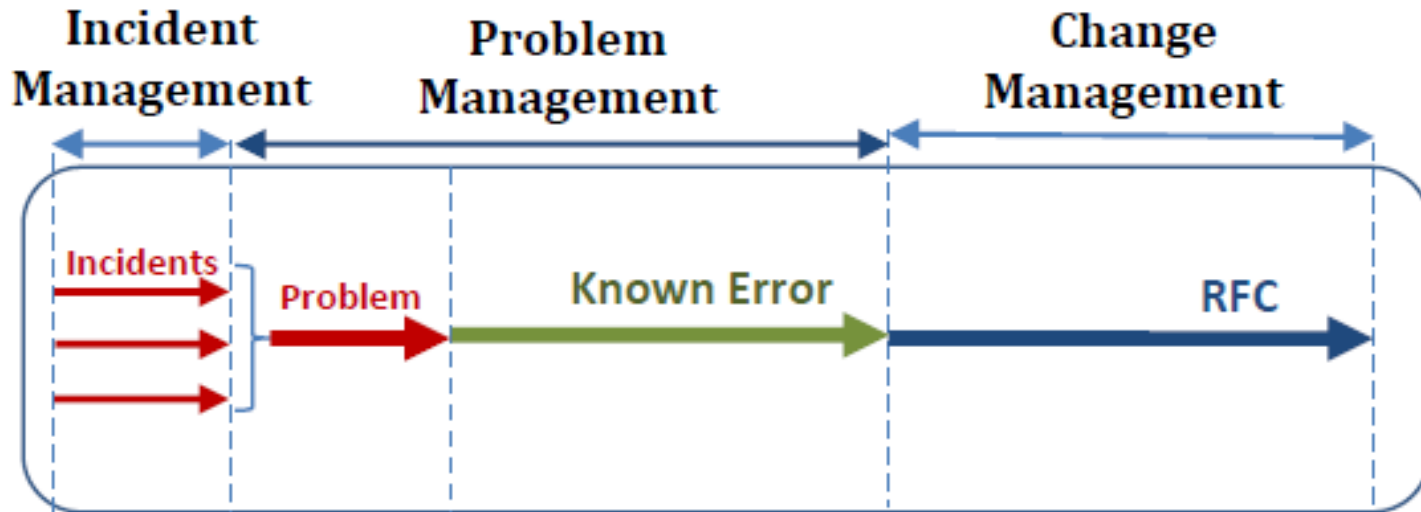 Incident
Management
Problem
Management
Change
Management
Incidents
Problem
Known Error
RFC